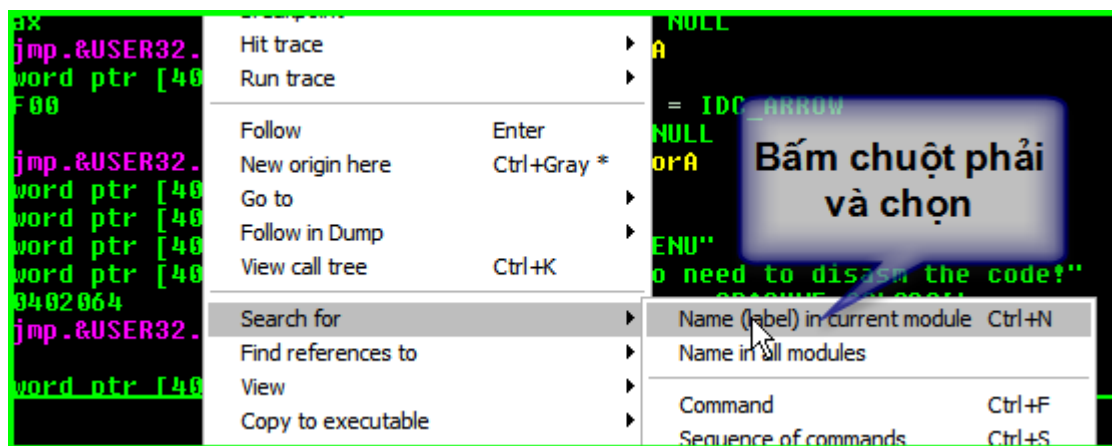 ax
jmp.&USER32.
word ptr [40
F00
jmp.&USER32.
word ptr [40
word ptr [40
word ptr [40
word ptr [40
0402064
jmp.&USER32.
word ptr [40
Breakpoint
Hit trace
Run trace
Follow Enter
New origin here Ctrl+Gray *
Go to
Follow in Dump
View call tree Ctrl+K
Search for
Find references to
View
Copy to executable
NULL
A
= IDC_ARROW
NULL
orA
ENU"
o need to disasm the code!"
Bấm chuột phải
và chọn
Name (label) in current module Ctrl+N
Name in all modules
Command Ctrl+F
Sequence of commands Ctrl+S